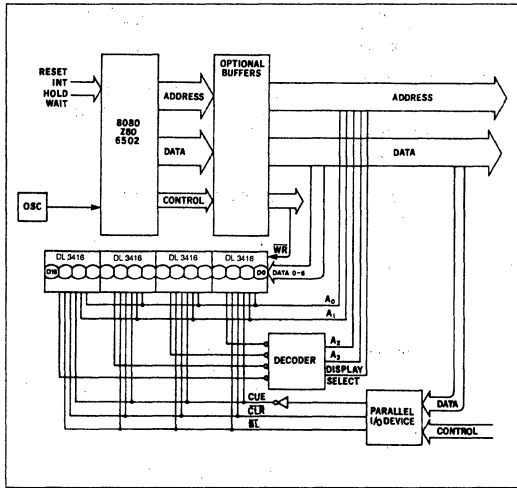 RESET
INT
HOLD
WAIT
8080
Z80
6502
OPTIONAL
BUFFERS
ADDRESS
ADDRESS
DATA
DATA
OSC
CONTROL
WR
DL 3416 DL 3416 DL 3416 DL 3416
D16 D0 DATA 0-6
A0
A1
DECODER
A2
A3
DISPLAY
SELECT
CUE
CLR
BL
PARALLEL
I/O DEVICE
DATA
CONTROL